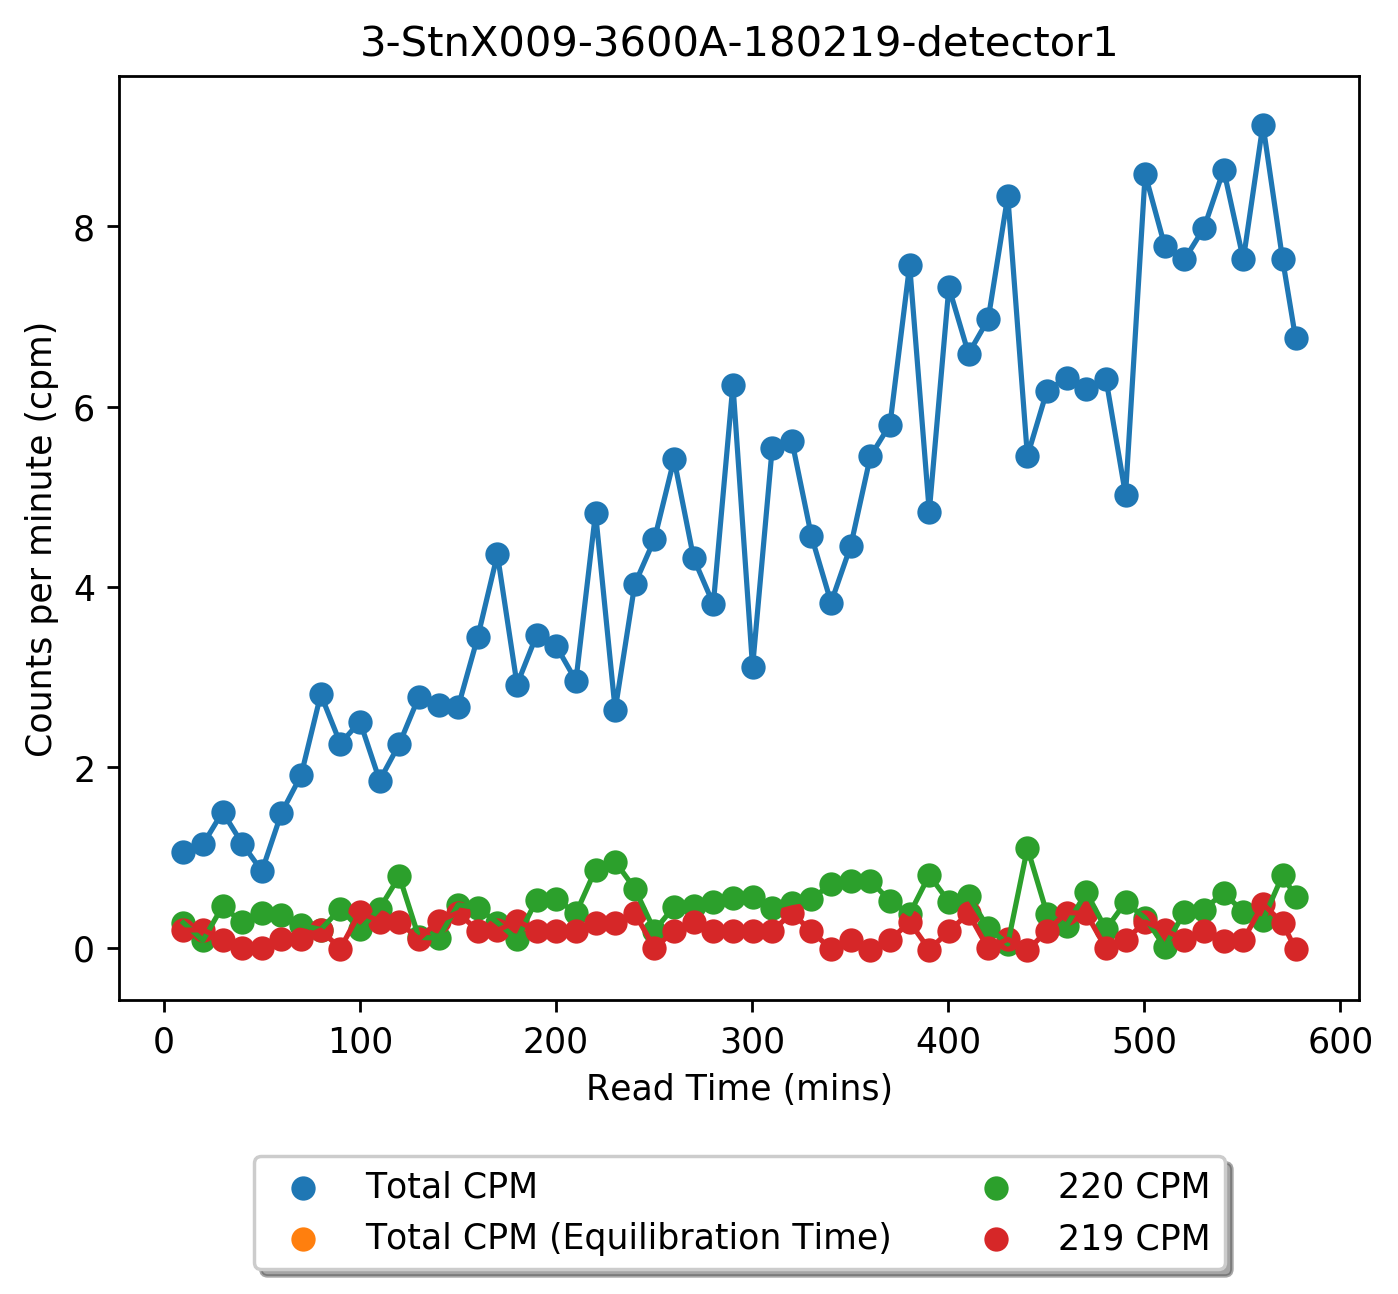 3-StnX009-3600A-180219-detector1
Counts per minute (cpm)
8
6
4
2
0
0 100 200 300 400 500 600
Read Time (mins)
Total CPM
Total CPM (Equilibration Time)
220 CPM
219 CPM